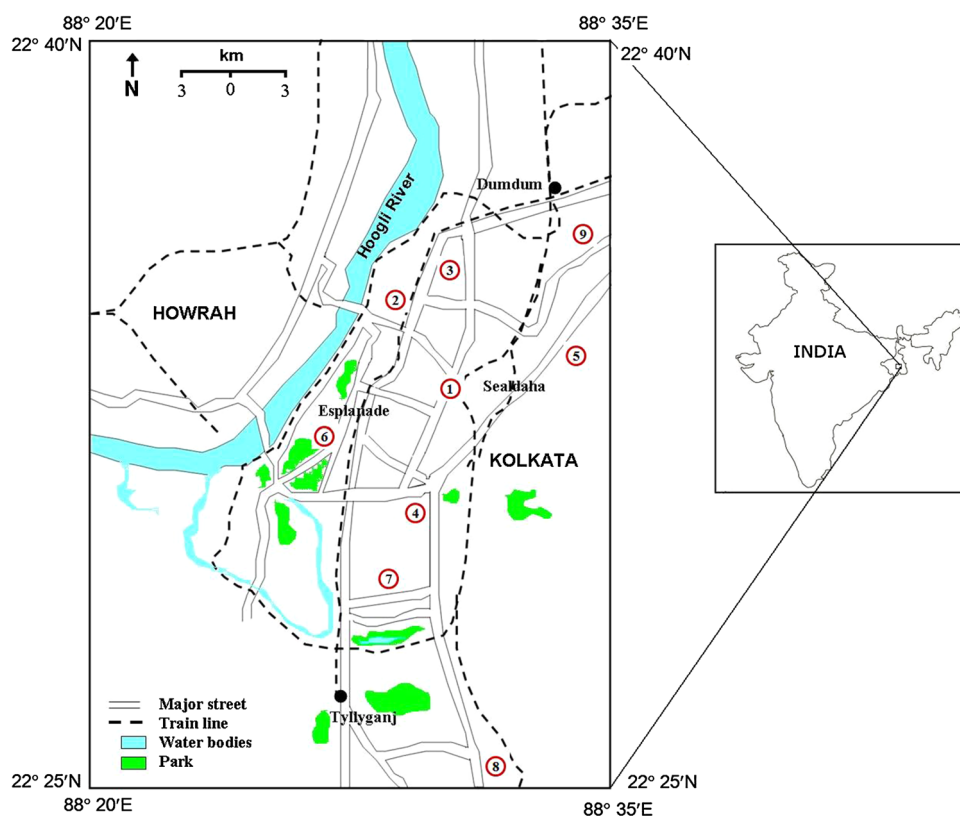 88° 20′E
88° 35′E
22° 40′N
22° 40′N
km
3 0 3
N
Dumdum
Hoogli River
9
3
2
HOWRAH
INDIA
5
1
Sealdaha
Esplanade
6
KOLKATA
4
7
Major street
Train line
Tyllyganj
Water bodies
Park
8
22° 25′N
22° 25′N
88° 20′E
88° 35′E